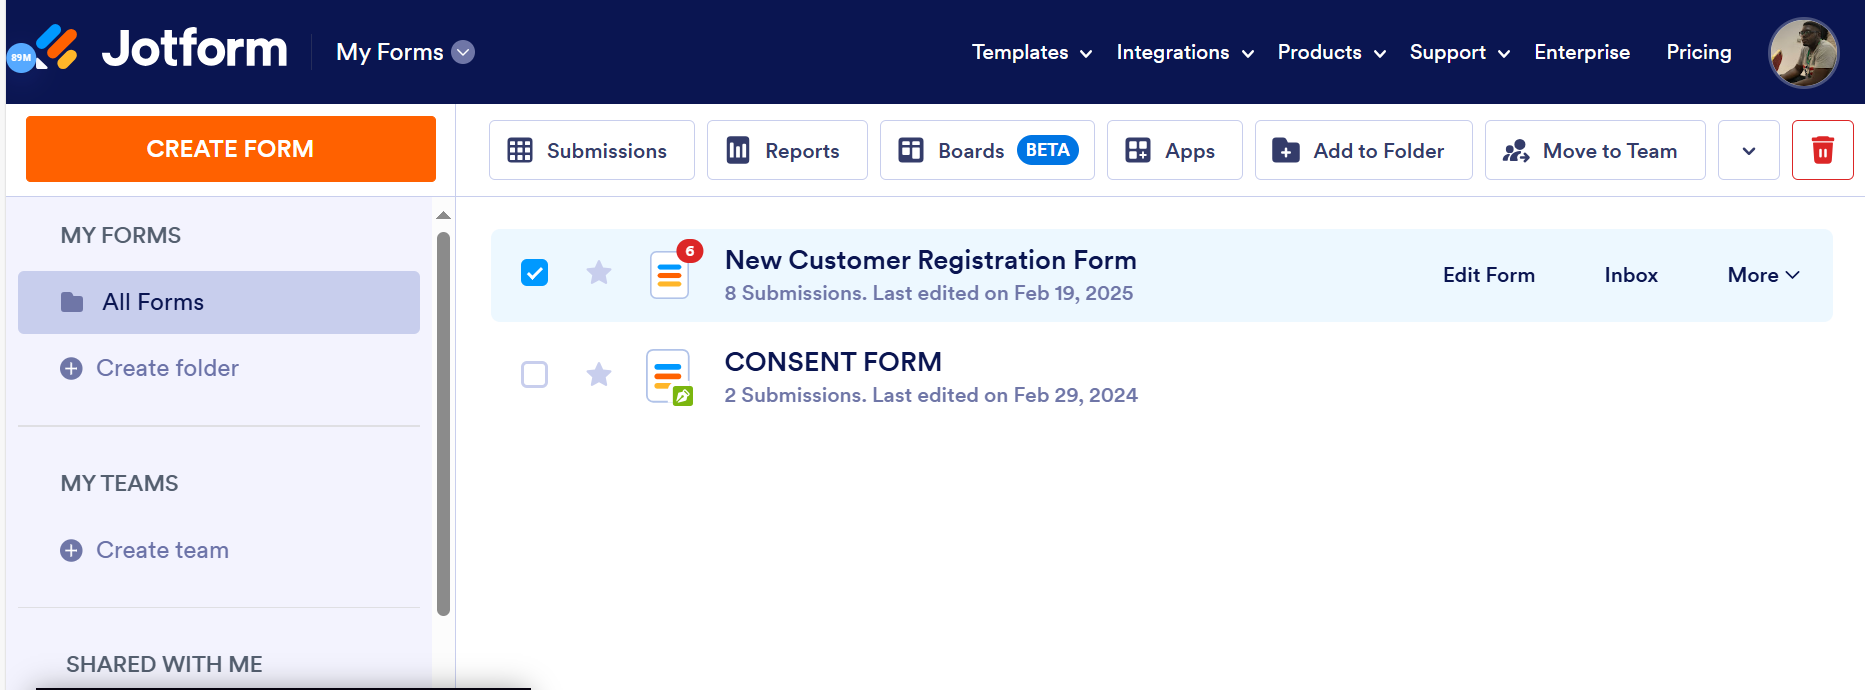 89M
Jotform
My Forms
Templates
Integrations
Products
Support
Enterprise
Pricing
CREATE FORM
Submissions
Reports
Boards BETA
Apps
Add to Folder
Move to Team
MY FORMS
All Forms
Create folder
MY TEAMS
Create team
SHARED WITH ME
6
New Customer Registration Form
8 Submissions. Last edited on Feb 19, 2025
Edit Form
Inbox
More
CONSENT FORM
2 Submissions. Last edited on Feb 29, 2024